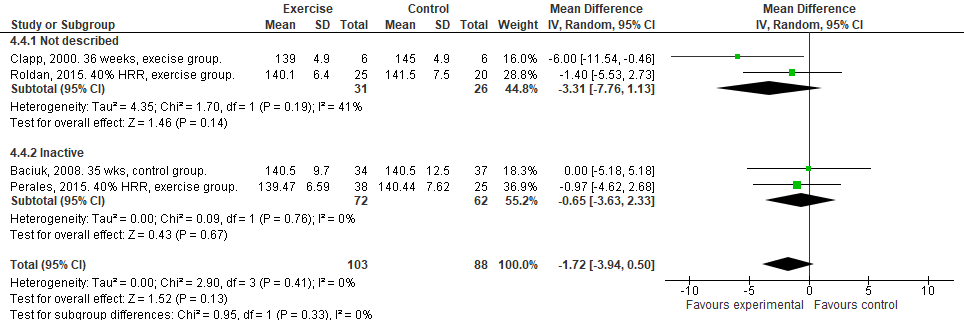 Exercise Control Mean Difference Mean Difference
Study or Subgroup Mean SD Total Mean SD Total Weight IV, Random, 95% CI IV, Random, 95% CI
4.4.1 Not described
Clapp, 2000. 36 weeks, execise group. 139 4.9 6 145 4.9 6 16.0% -6.00 [-11.54, -0.46]
Roldan, 2015. 40% HRR, exercise group. 140.1 6.4 25 141.5 7.5 20 28.8% -1.40 [-5.53, 2.73]
Subtotal (95% CI) 31 26 44.8% -3.31 [-7.76, 1.13]
Heterogeneity: Tau² = 4.35; Chi² = 1.70, df = 1 (P = 0.19); I² = 41%
Test for overall effect: Z = 1.46 (P = 0.14)
4.4.2 Inactive
Baciuk, 2008. 35 wks, control group. 140.5 9.7 34 140.5 12.5 37 18.3% 0.00 [-5.18, 5.18]
Perales, 2015. 40% HRR, exercise group. 139.47 6.59 38 140.44 7.62 25 36.9% -0.97 [-4.62, 2.68]
Subtotal (95% CI) 72 62 55.2% -0.65 [-3.63, 2.33]
Heterogeneity: Tau² = 0.00; Chi² = 0.09, df = 1 (P = 0.76); I² = 0%
Test for overall effect: Z = 0.43 (P = 0.67)
Total (95% CI) 103 88 100.0% -1.72 [-3.94, 0.50]
Heterogeneity: Tau² = 0.00; Chi² = 2.90, df = 3 (P = 0.41); I² = 0%
Test for overall effect: Z = 1.52 (P = 0.13)
Test for subgroup differences: Chi² = 0.95, df = 1 (P = 0.33), I² = 0%
-10 -5 0 5 10
Favours experimental Favours control